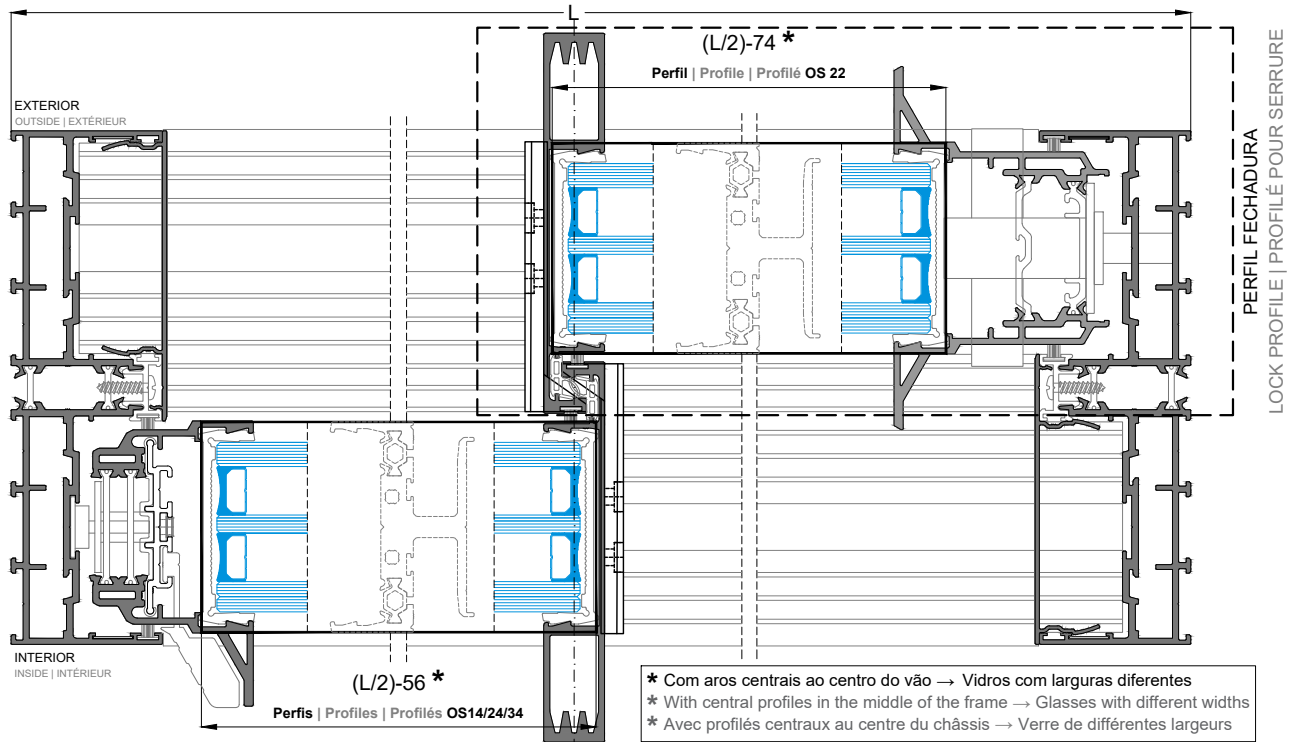 L
(L/2)-74 *
Perfil | Profile | Profilé OS 22
EXTERIOR
OUTSIDE | EXTÉRIEUR
PERFIL FECHADURA
LOCK PROFILE | PROFILÉ POUR SERRURE
INTERIOR
INSIDE | INTÉRIEUR
(L/2)-56 *
Perfis | Profiles | Profilés OS14/24/34
* Com aros centrais ao centro do vão → Vidros com larguras diferentes
* With central profiles in the middle of the frame → Glasses with different widths
* Avec profilés centraux au centre du châssis → Verre de différentes largeurs